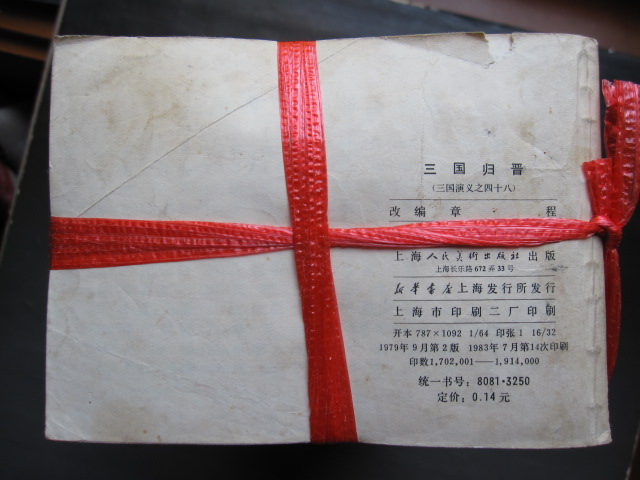 三国归晋
(三国演义之四十八)
改编 章 程
上海人民美術出版社出版
上海长乐路672弄33号
新华書店上海发行所发行
上海市印刷二厂印刷
开本 787×1092 1/64 印张 1 16/32
1979年9月第2版 1983年7月第14次印刷
印数1,702,001——1,914,000
统一书号: 8081·3250
定价: 0.14元